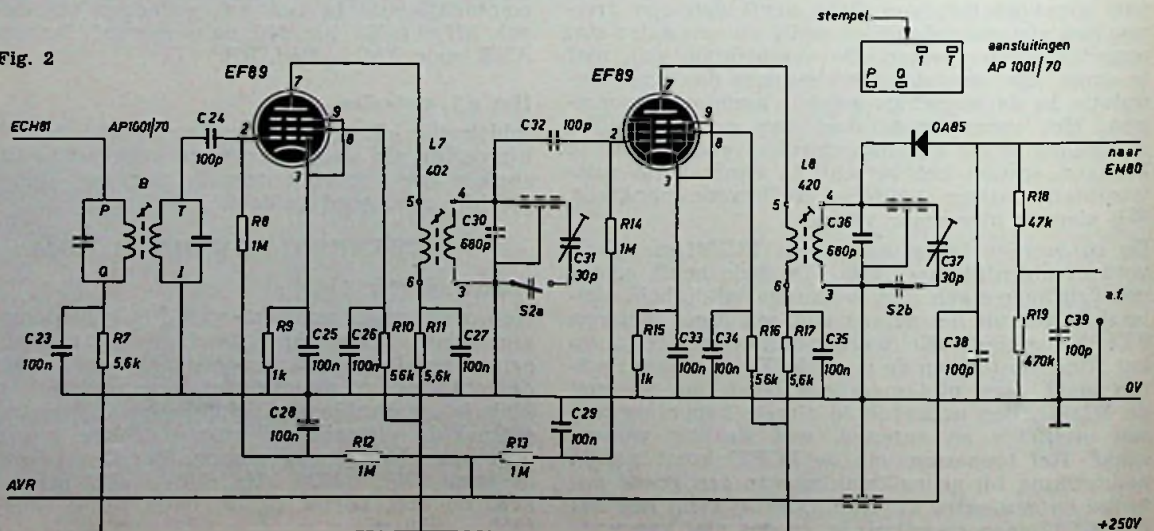 Fig. 2
stempel
I T
P Q
aansluitingen
AP 1001/70
EF89
EF89
ECH81
AP1001/70
C24
100p
B
P
T
Q
I
7
2
9
8
3
L7
402
5
4
6
3
C32
100p
7
2
9
8
3
L8
420
5
4
6
3
OA85
naar
EM80
R8
1M
C30
680p
C31
30p
S2a
R14
1M
C36
680p
C37
30p
S2b
R18
47k
R19
470k
C39
100p
a.f.
C23
100n
R7
5,6k
R9
1k
C25
100n
C26
100n
R10
56k
R11
5,6k
C27
100n
R15
1k
C33
100n
C34
100n
R16
56k
R17
5,6k
C35
100n
C38
100p
0V
C28
100n
R12
1M
R13
1M
C29
100n
AVR
+250V